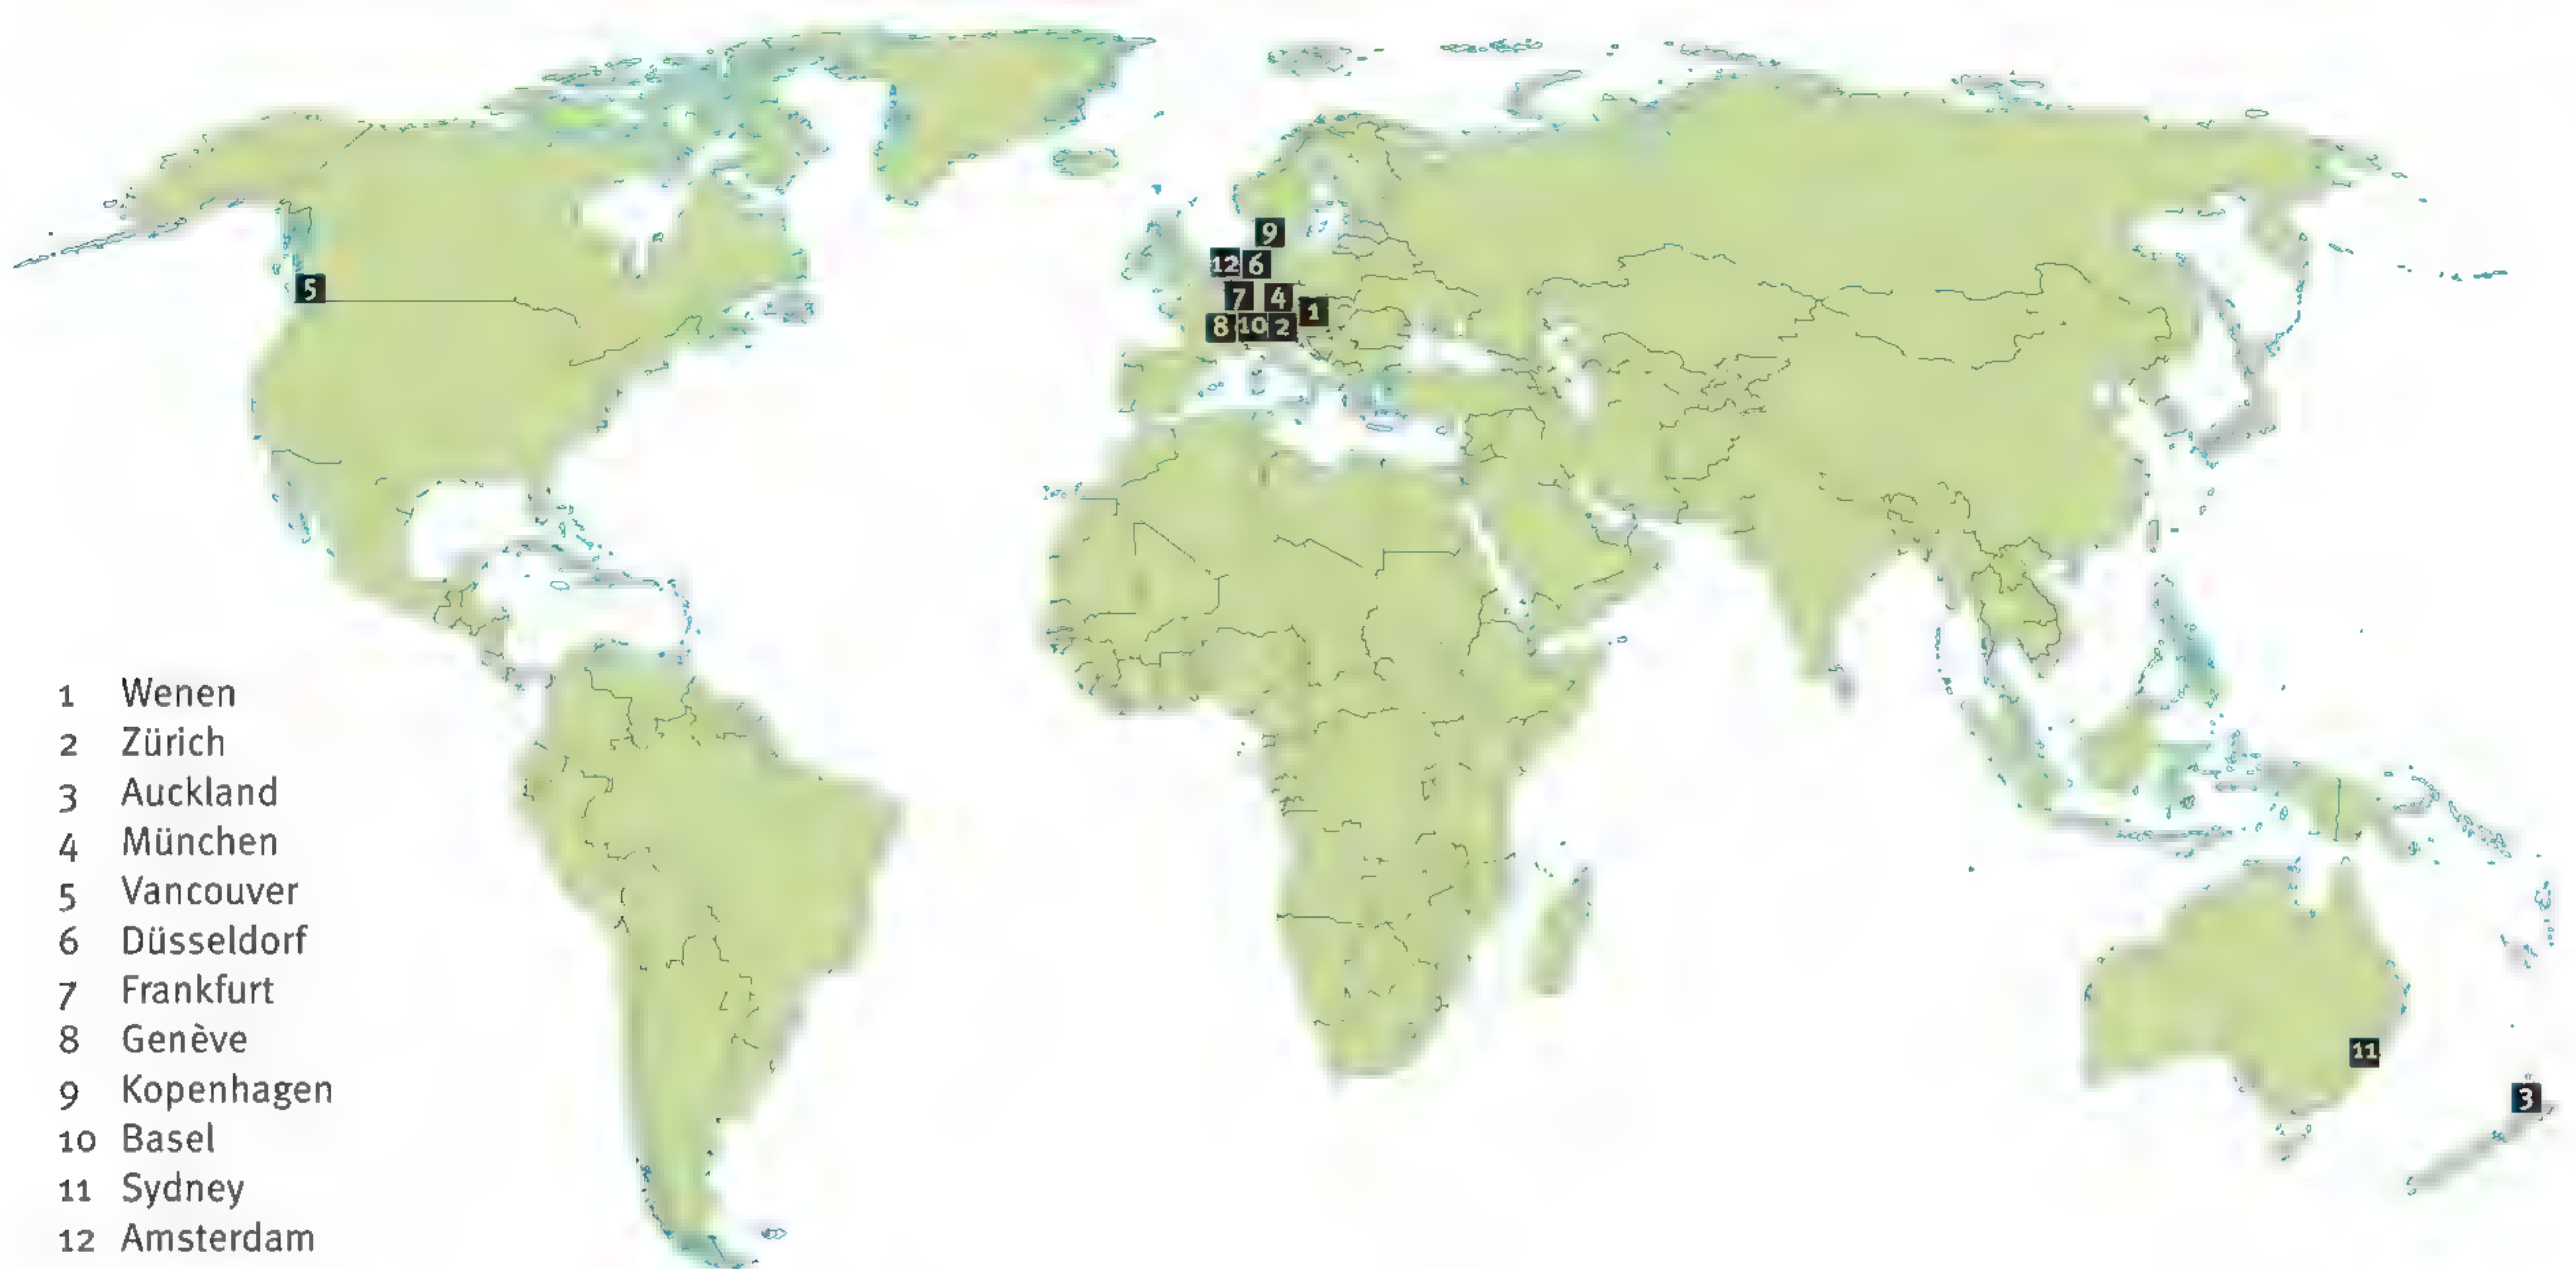 5
9
12 6
7 4 1
8 10 2
1 Wenen
2 Zürich
3 Auckland
4 München
5 Vancouver
6 Düsseldorf
7 Frankfurt
8 Genève
9 Kopenhagen
10 Basel
11 Sydney
12 Amsterdam
11
3